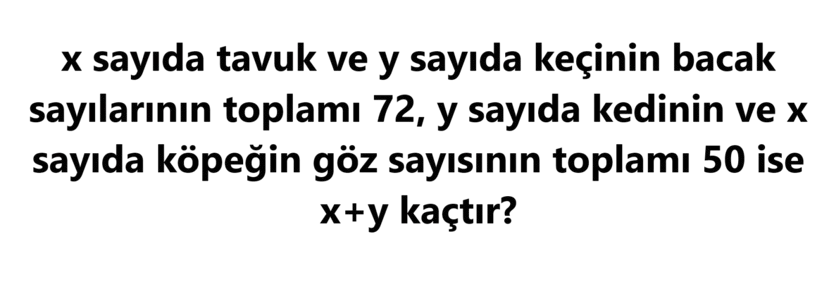 x sayıda tavuk ve y sayıda keçinin bacak
sayılarının toplamı 72, y sayıda kedinin ve x
sayıda köpeğin göz sayısının toplamı 50 ise
x+y kaçtır?